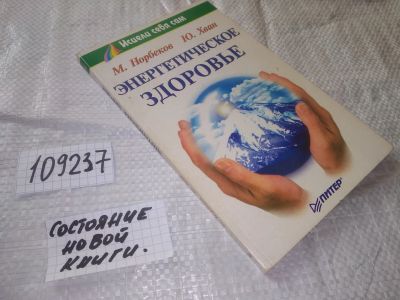 Исцели себя сам
М. Норбеков Ю. Хван
ЭНЕРГЕТИЧЕСКОЕ
ЗДОРОВЬЕ
ПИТЕР
109237
СОСТОЯНИЕ
НОВОЙ
КНИГИ.